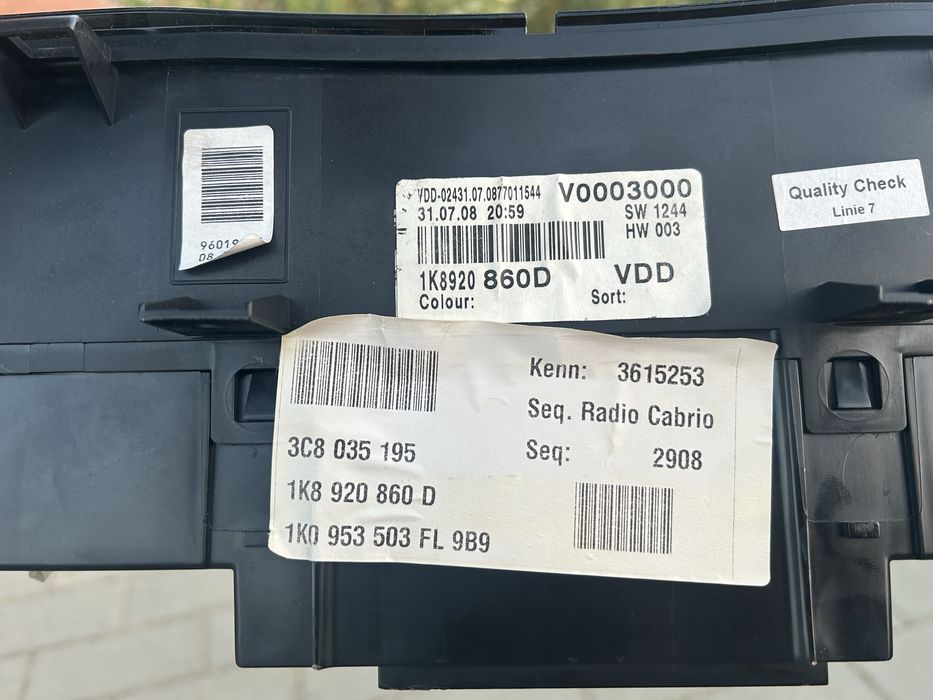 96019
08
VDD-02431.07.0877011544 V0003000
31.07.08 20:59 SW 1244
HW 003
1K8920 860D VDD
Colour: Sort:
Quality Check
Linie 7
Kenn: 3615253
Seq. Radio Cabrio
Seq: 2908
3C8 035 195
1K8 920 860 D
1K0 953 503 FL 9B9